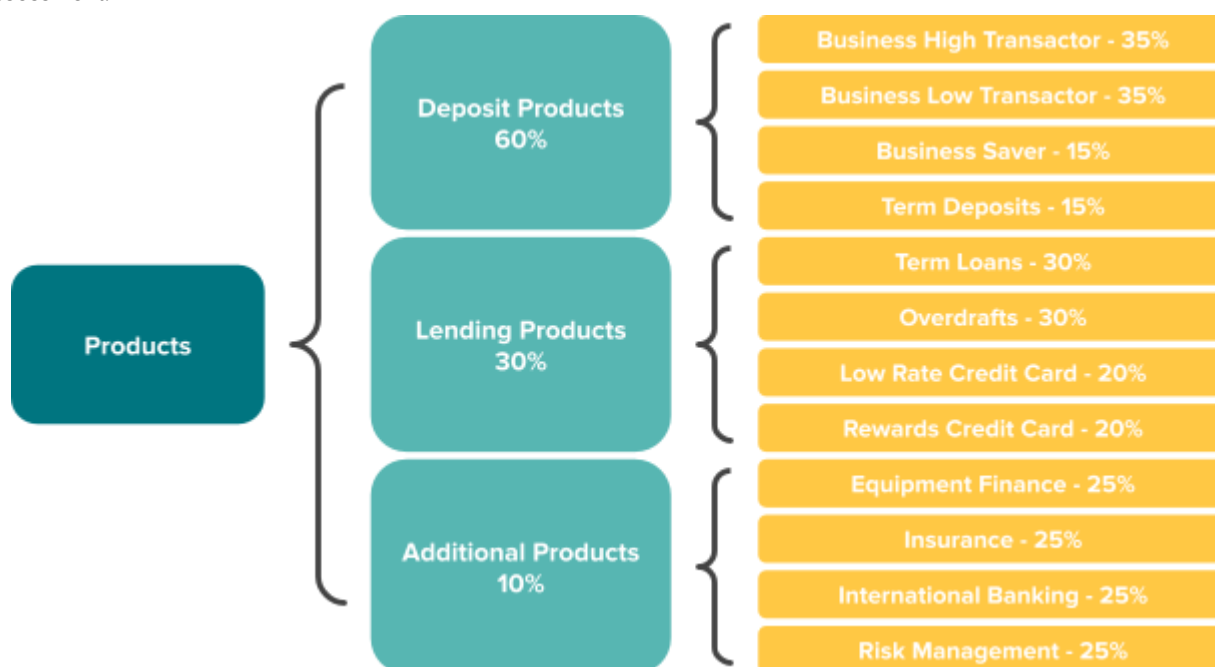 Products
Deposit Products
60%
Business High Transactor - 35%
Business Low Transactor - 35%
Business Saver - 15%
Term Deposits - 15%
Lending Products
30%
Term Loans - 30%
Overdrafts - 30%
Low Rate Credit Card - 20%
Rewards Credit Card - 20%
Additional Products
10%
Equipment Finance - 25%
Insurance - 25%
International Banking - 25%
Risk Management - 25%